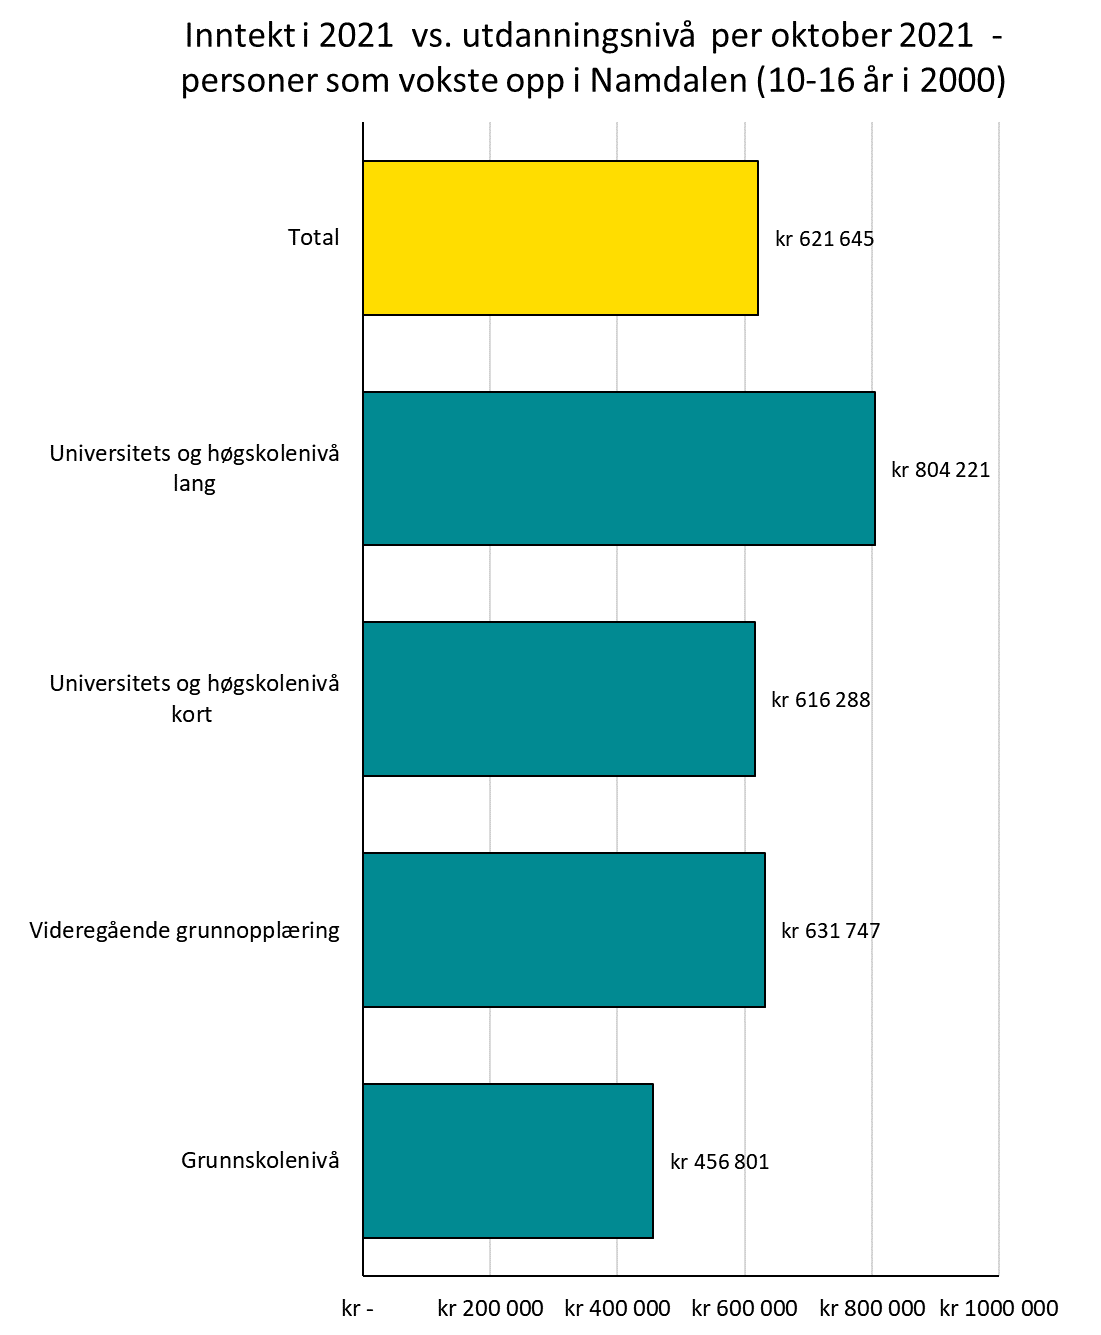 Inntekt i 2021 vs. utdanningsnivå per oktober 2021 -
personer som vokste opp i Namdalen (10-16 år i 2000)
Total
kr 621 645
Universitets og høgskolenivå
lang
kr 804 221
Universitets og høgskolenivå
kort
kr 616 288
Videregående grunnopplæring
kr 631 747
Grunnskolenivå
kr 456 801
kr - kr 200 000 kr 400 000 kr 600 000 kr 800 000 kr 1000 000